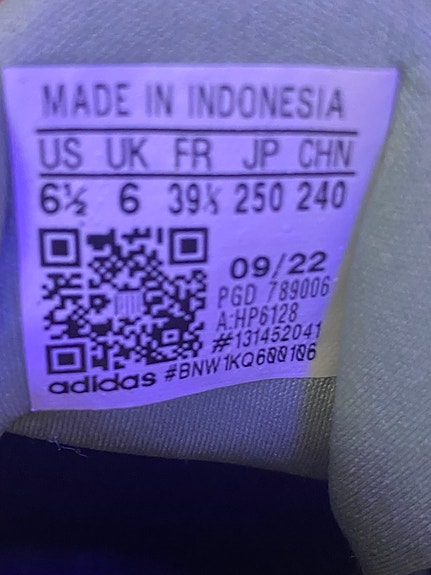 MADE IN INDONESIA
US UK FR JP CHN
6½ 6 39⅓ 250 240
09/22
PGD 789006
A:HP6128
#131452041
adidas #BNW1KQ600106